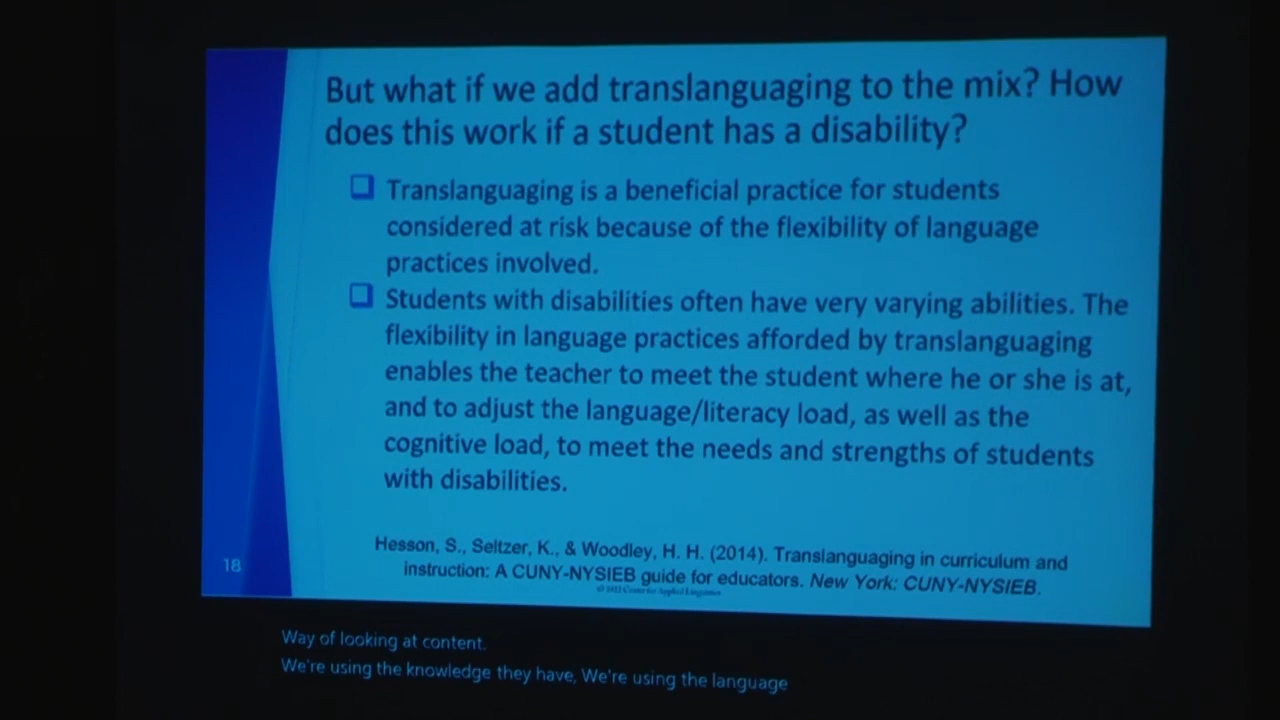 But what if we add translanguaging to the mix? How
does this work if a student has a disability?
Translanguaging is a beneficial practice for students
considered at risk because of the flexibility of language
practices involved.
Students with disabilities often have very varying abilities. The
flexibility in language practices afforded by translanguaging
enables the teacher to meet the student where he or she is at,
and to adjust the language/literacy load, as well as the
cognitive load, to meet the needs and strengths of students
with disabilities.
Hesson, S., Seltzer, K., & Woodley, H. H. (2014). Translanguaging in curriculum and
instruction: A CUNY-NYSIEB guide for educators. New York: CUNY-NYSIEB.
Center for Applied Linguistics
18
Way of looking at content.
We're using the knowledge they have, We're using the language